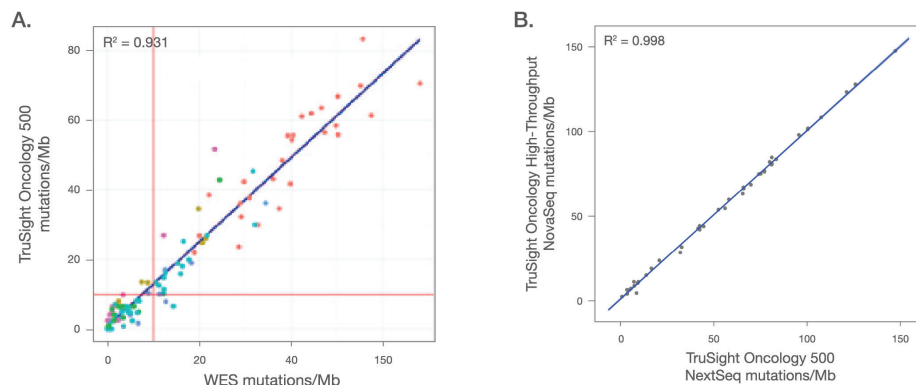 A.
R² = 0.931
80
60
40
20
10
0
TruSight Oncology 500
mutations/Mb
0
10
20
40
150
WES mutations/Mb
B.
R² = 0.998
150
100
50
0
TruSight Oncology High-Throughput
NovaSeq mutations/Mb
0
50
100
150
TruSight Oncology 500
NextSeq mutations/Mb